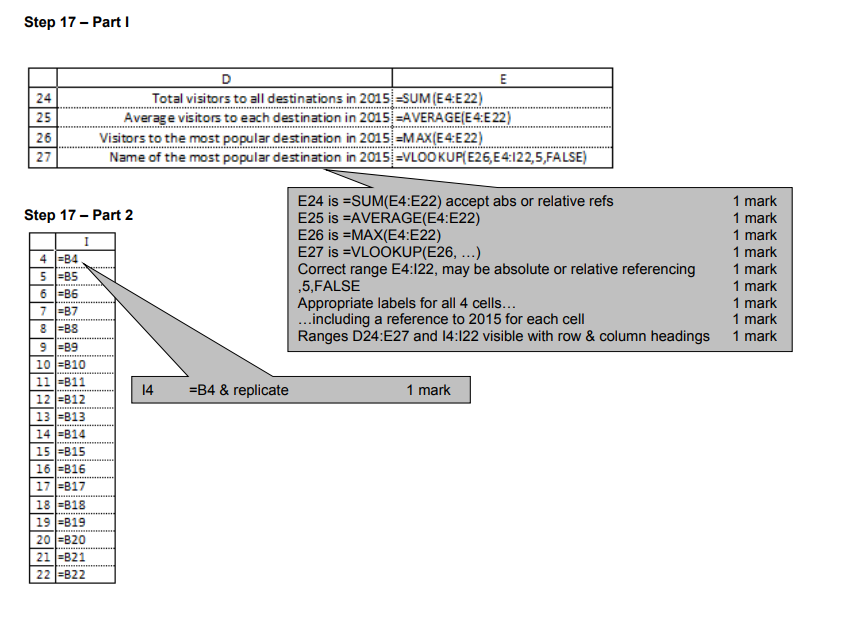 Step 17 – Part I
D E
24 Total visitors to all destinations in 2015 =SUM(E4:E22)
25 Average visitors to each destination in 2015 =AVERAGE(E4:E22)
26 Visitors to the most popular destination in 2015 =MAX(E4:E22)
27 Name of the most popular destination in 2015 =VLOOKUP(E26,E4:I22,5,FALSE)
E24 is =SUM(E4:E22) accept abs or relative refs 1 mark
E25 is =AVERAGE(E4:E22) 1 mark
E26 is =MAX(E4:E22) 1 mark
E27 is =VLOOKUP(E26, …) 1 mark
Correct range E4:I22, may be absolute or relative referencing 1 mark
,5,FALSE 1 mark
Appropriate labels for all 4 cells… 1 mark
…including a reference to 2015 for each cell 1 mark
Ranges D24:E27 and I4:I22 visible with row & column headings 1 mark
Step 17 – Part 2
I
4 =B4
5 =B5
6 =B6
7 =B7
8 =B8
9 =B9
10 =B10
11 =B11
12 =B12
13 =B13
14 =B14
15 =B15
16 =B16
17 =B17
18 =B18
19 =B19
20 =B20
21 =B21
22 =B22
I4 =B4 & replicate 1 mark